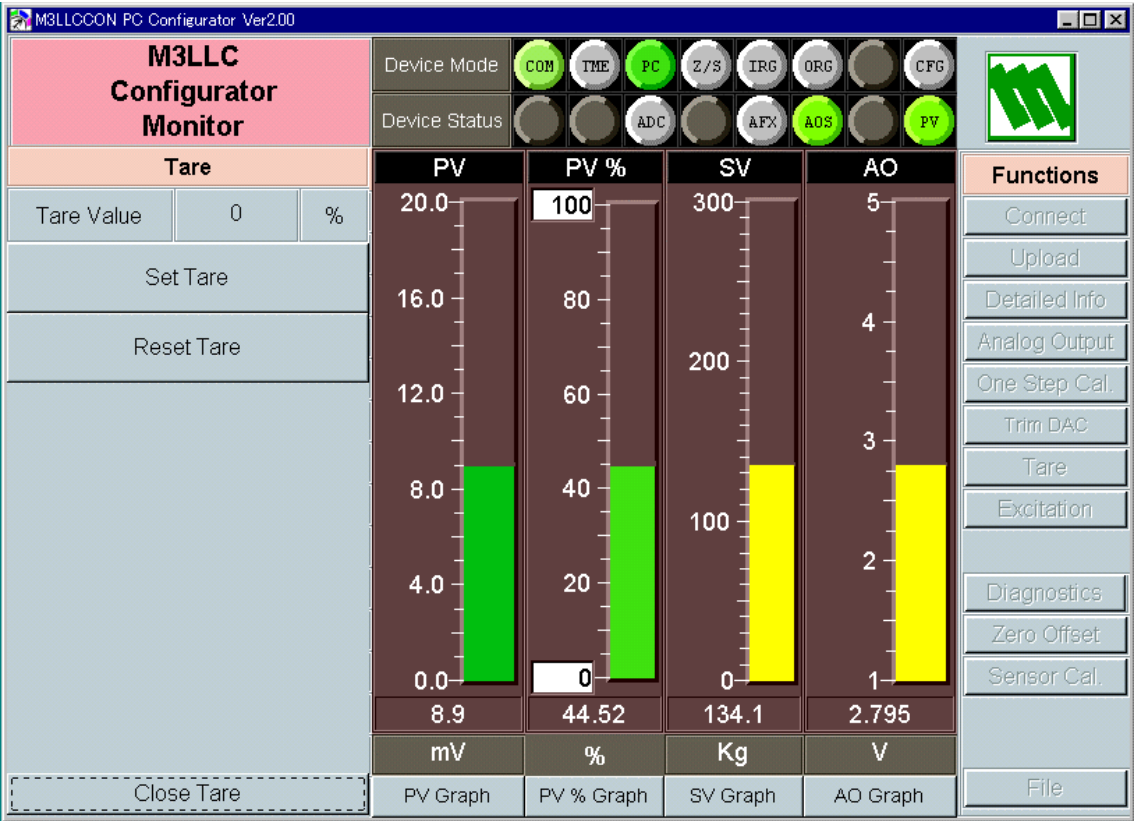 M3LLCCON PC Configurator Ver2.00
M3LLC
Configurator
Monitor
Device Mode
COM TME PC Z/S IRG ORG CFG
Device Status
ADC AFX AOS PV
Tare
Tare Value 0 %
Set Tare
Reset Tare
Close Tare
PV PV % SV AO
20.0 100 300 5
16.0 80 4
200
12.0 60
3
8.0 40
100
2
4.0 20
0.0 0 0 1
8.9 44.52 134.1 2.795
mV % Kg V
PV Graph PV % Graph SV Graph AO Graph
Functions
Connect
Upload
Detailed Info
Analog Output
One Step Cal.
Trim DAC
Tare
Excitation
Diagnostics
Zero Offset
Sensor Cal.
File